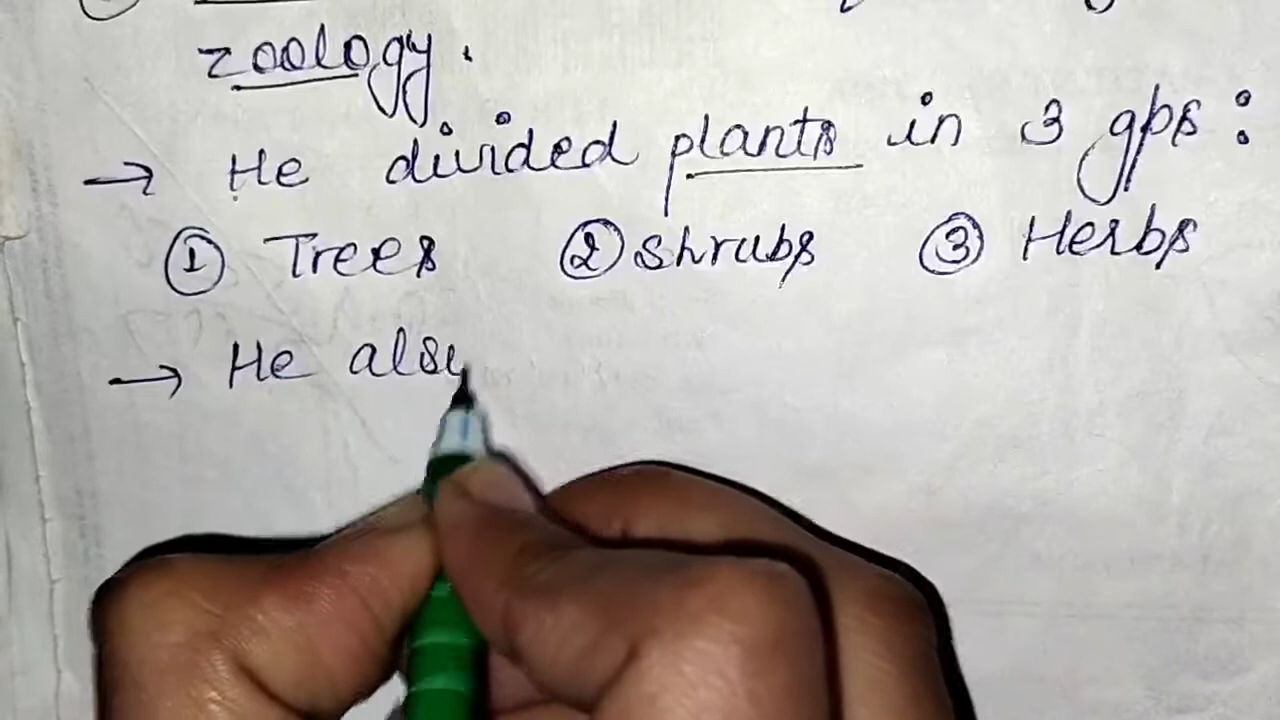 zoology.
→ He divided plants in 3 gps:
① Trees ② Shrubs ③ Herbs
→ He also